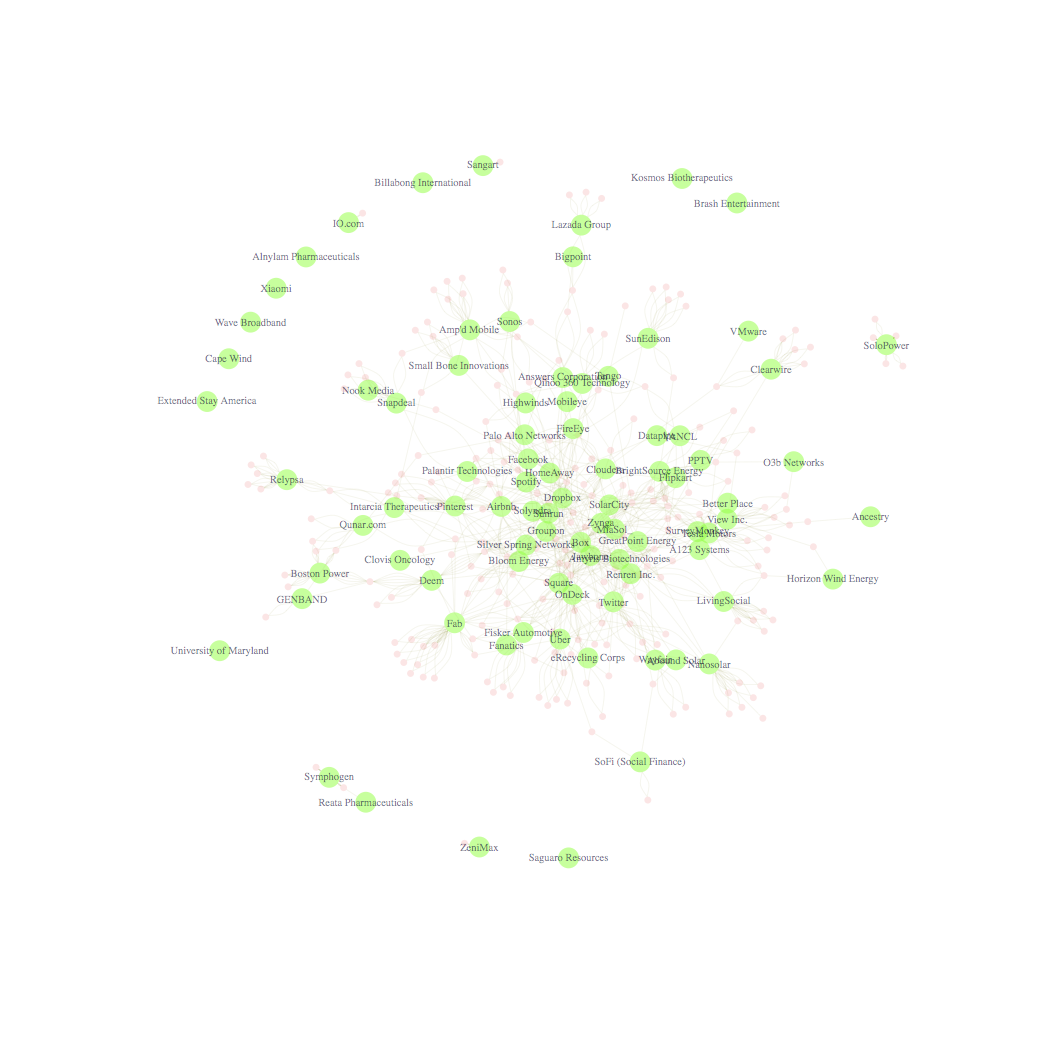 Sangart
Kosmos Biotherapeutics
Billabong International
Brash Entertainment
IO.com
Lazada Group
Alnylam Pharmaceuticals
Bigpoint
Xiaomi
Sonos
Wave Broadband
Amp'd Mobile
VMware
SunEdison
SoloPower
Cape Wind
Small Bone Innovations
Clearwire
Answers Corporation
Tango
Qihoo 360 Technology
Nook Media
Extended Stay America
Snapdeal
Highwinds
Mobileye
FireEye
Palo Alto Networks
VANCL
Facebook
PPTV
O3b Networks
Palantir Technologies
HomeAway
Cloudera
BrightSource Energy
Flipkart
Relypsa
Spotify
Dropbox
Better Place
Intarcia Therapeutics
Pinterest
Airbnb
SolarCity
Solyndra
Sunrun
Ancestry
View Inc.
Qunar.com
Zynga
Groupon
MiaSol
SurveyMonkey
Tesla Motors
Silver Spring Networks
Box
GreatPoint Energy
A123 Systems
Jawbone
Amyris Biotechnologies
Clovis Oncology
Bloom Energy
Boston Power
Renren Inc.
Horizon Wind Energy
Deem
Square
OnDeck
GENBAND
Twitter
LivingSocial
Fab
Fisker Automotive
Uber
Fanatics
University of Maryland
eRecycling Corps
Wayfair
Abound Solar
Nanosolar
SoFi (Social Finance)
Symphogen
Reata Pharmaceuticals
ZeniMax
Saguaro Resources